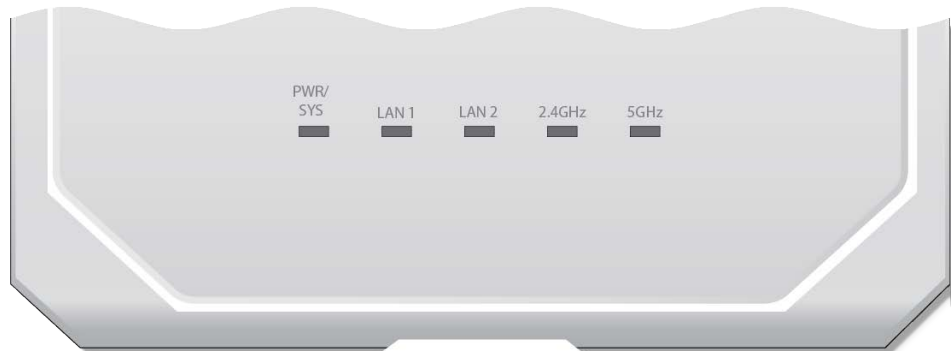 PWR/
SYS
LAN 1
LAN 2
2.4GHz
5GHz